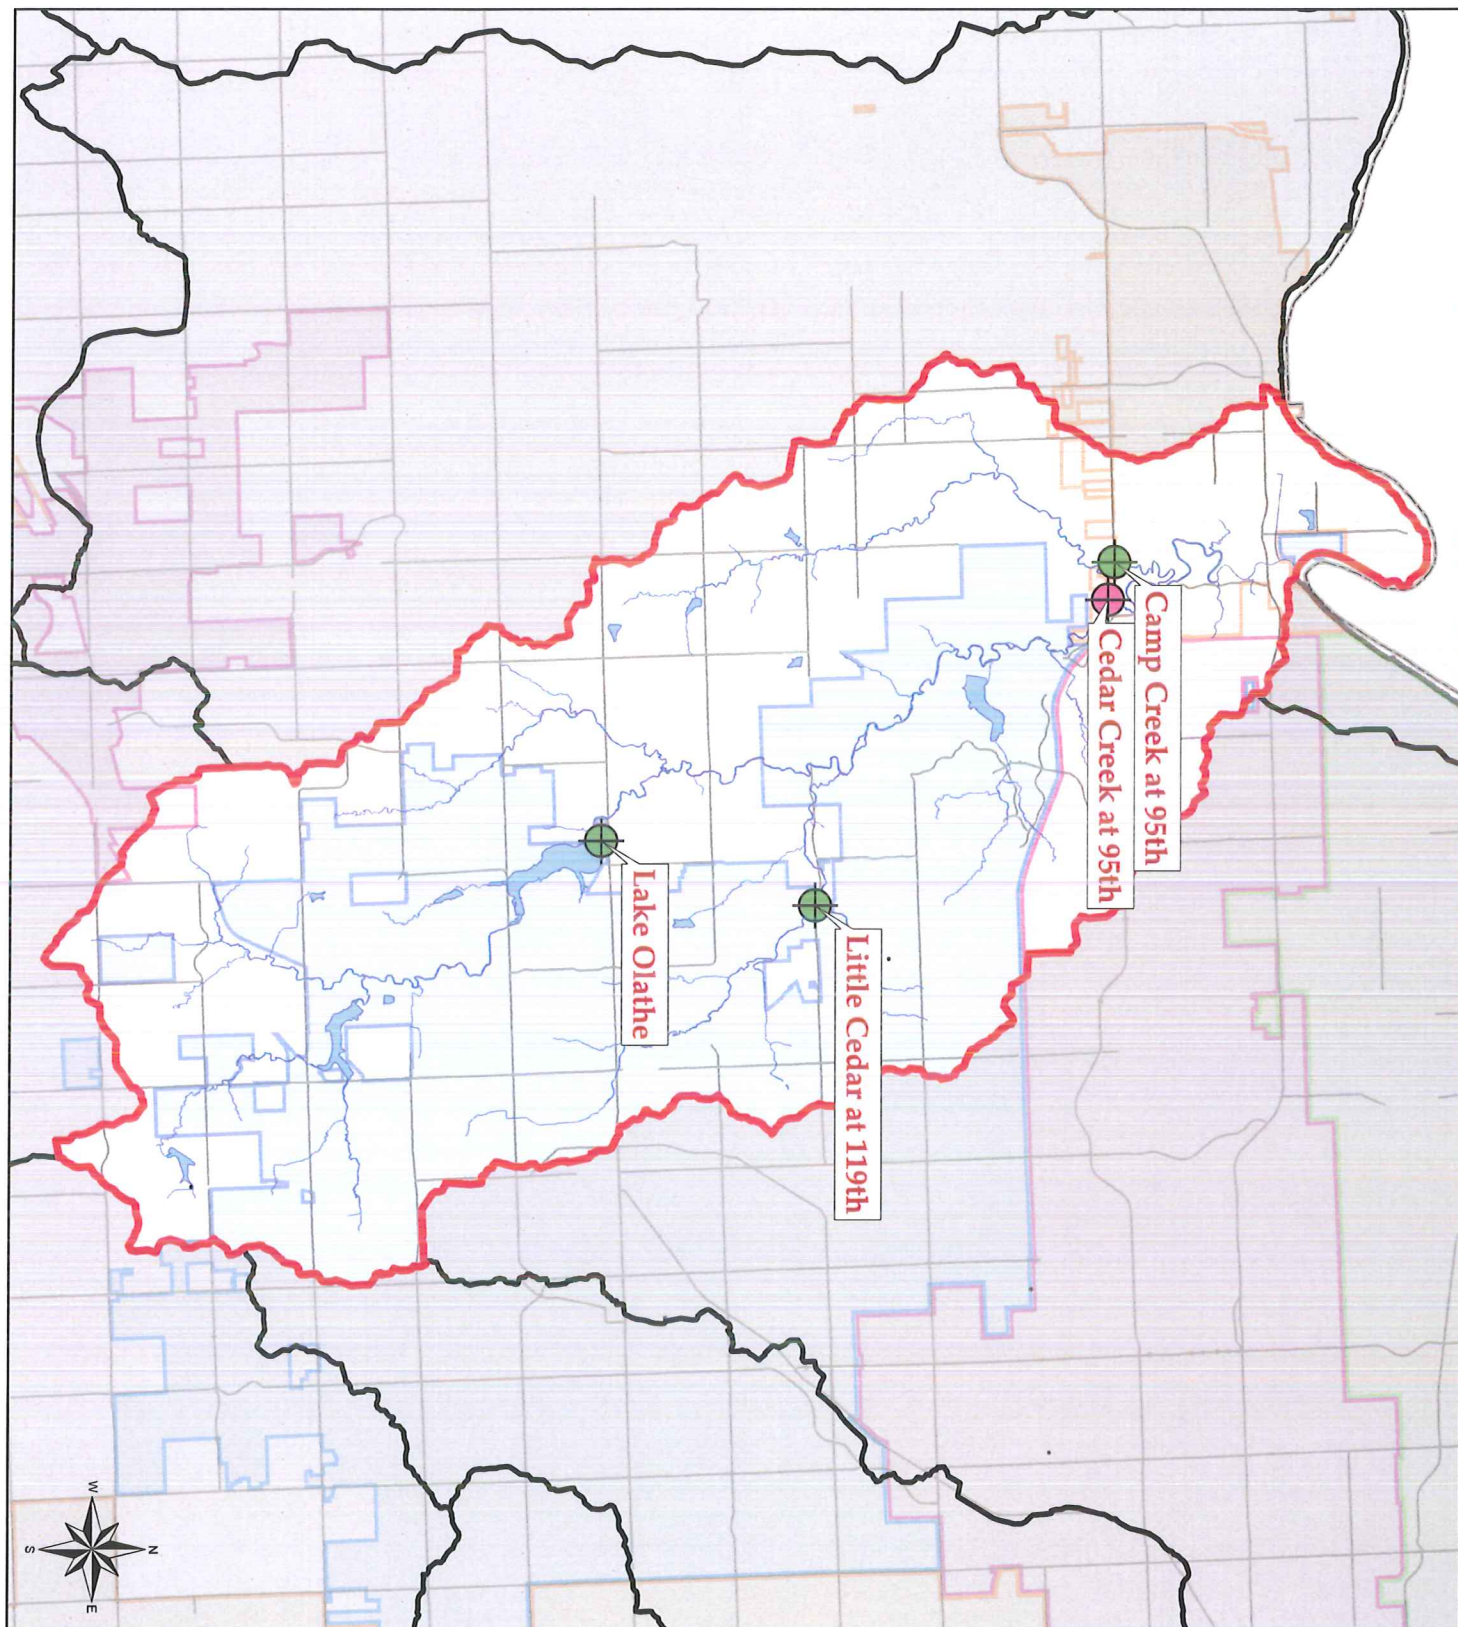 Camp Creek at 95th
Cedar Creek at 95th
Little Cedar at 119th
Lake Olathe
N
W
E
S